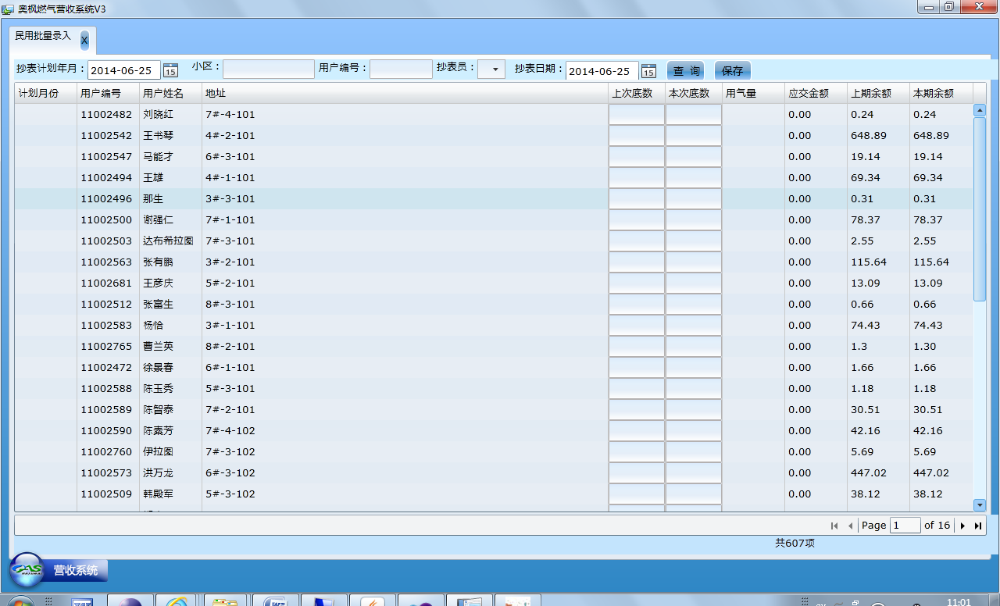 奥枫燃气营收系统V3
民用批量录入 X
抄表计划年月： 2014-06-25 15 小区： 用户编号： 抄表员： 抄表日期： 2014-06-25 15 查 询 保存
计划月份 用户编号 用户姓名 地址 上次底数 本次底数 用气量 应交金额 上期余额 本期余额
11002482 刘晓红 7#-4-101 0.00 0.24 0.24
11002542 王书琴 4#-2-101 0.00 648.89 648.89
11002547 马能才 6#-3-101 0.00 19.14 19.14
11002494 王雄 4#-1-101 0.00 69.34 69.34
11002496 那生 3#-3-101 0.00 0.31 0.31
11002500 谢强仁 7#-1-101 0.00 78.37 78.37
11002503 达布希拉图 7#-3-101 0.00 2.55 2.55
11002563 张有鹏 3#-2-101 0.00 115.64 115.64
11002681 王彦庆 5#-2-101 0.00 13.09 13.09
11002512 张富生 8#-3-101 0.00 0.66 0.66
11002583 杨恰 3#-1-101 0.00 74.43 74.43
11002765 曹兰英 8#-2-101 0.00 1.3 1.30
11002472 徐景春 6#-1-101 0.00 1.66 1.66
11002588 陈玉秀 5#-3-101 0.00 1.18 1.18
11002589 陈智泰 7#-2-101 0.00 30.51 30.51
11002590 陈素芳 7#-4-102 0.00 42.16 42.16
11002760 伊拉图 7#-3-102 0.00 5.69 5.69
11002573 洪万龙 6#-3-102 0.00 447.02 447.02
11002509 韩殿军 5#-3-102 0.00 38.12 38.12
Page 1 of 16
共607项
GAS NATURAL 营收系统
11:01